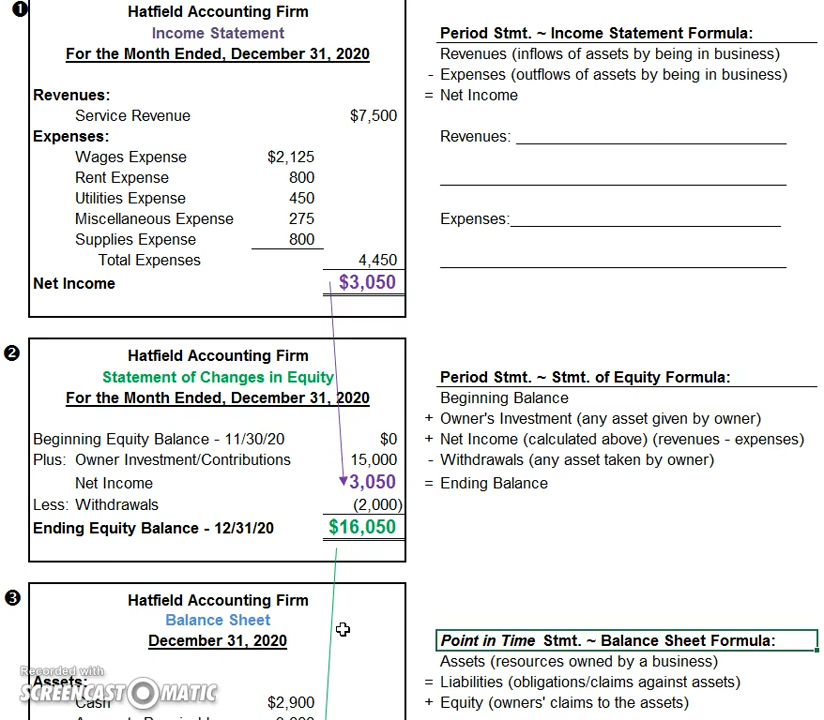 ❶
Hatfield Accounting Firm
Income Statement
For the Month Ended, December 31, 2020
Revenues:
Service Revenue $7,500
Expenses:
Wages Expense $2,125
Rent Expense 800
Utilities Expense 450
Miscellaneous Expense 275
Supplies Expense 800
Total Expenses 4,450
Net Income $3,050
Period Stmt. ~ Income Statement Formula:
Revenues (inflows of assets by being in business)
- Expenses (outflows of assets by being in business)
= Net Income
Revenues:
Expenses:
❷
Hatfield Accounting Firm
Statement of Changes in Equity
For the Month Ended, December 31, 2020
Beginning Equity Balance - 11/30/20 $0
Plus: Owner Investment/Contributions 15,000
Net Income 3,050
Less: Withdrawals (2,000)
Ending Equity Balance - 12/31/20 $16,050
Period Stmt. ~ Stmt. of Equity Formula:
Beginning Balance
+ Owner's Investment (any asset given by owner)
+ Net Income (calculated above) (revenues - expenses)
- Withdrawals (any asset taken by owner)
= Ending Balance
❸
Hatfield Accounting Firm
Balance Sheet
December 31, 2020
Assets:
Cash $2,900
Point in Time Stmt. ~ Balance Sheet Formula:
Assets (resources owned by a business)
= Liabilities (obligations/claims against assets)
+ Equity (owners' claims to the assets)
Recorded with
SCREENCAST-O-MATIC